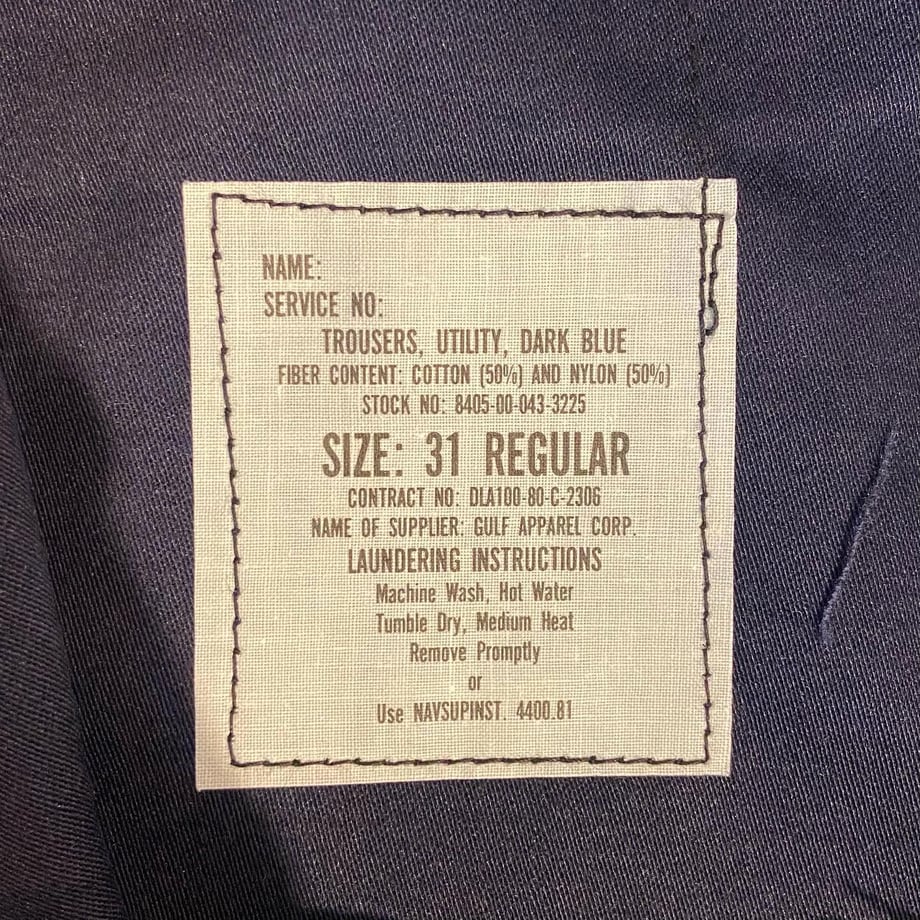 NAME:
SERVICE NO:
TROUSERS, UTILITY, DARK BLUE
FIBER CONTENT: COTTON (50%) AND NYLON (50%)
STOCK NO: 8405-00-043-3225
SIZE: 31 REGULAR
CONTRACT NO: DLA100-80-C-2306
NAME OF SUPPLIER: GULF APPAREL CORP.
LAUNDERING INSTRUCTIONS
Machine Wash, Hot Water
Tumble Dry, Medium Heat
Remove Promptly
or
Use NAVSUPINST. 4400.81